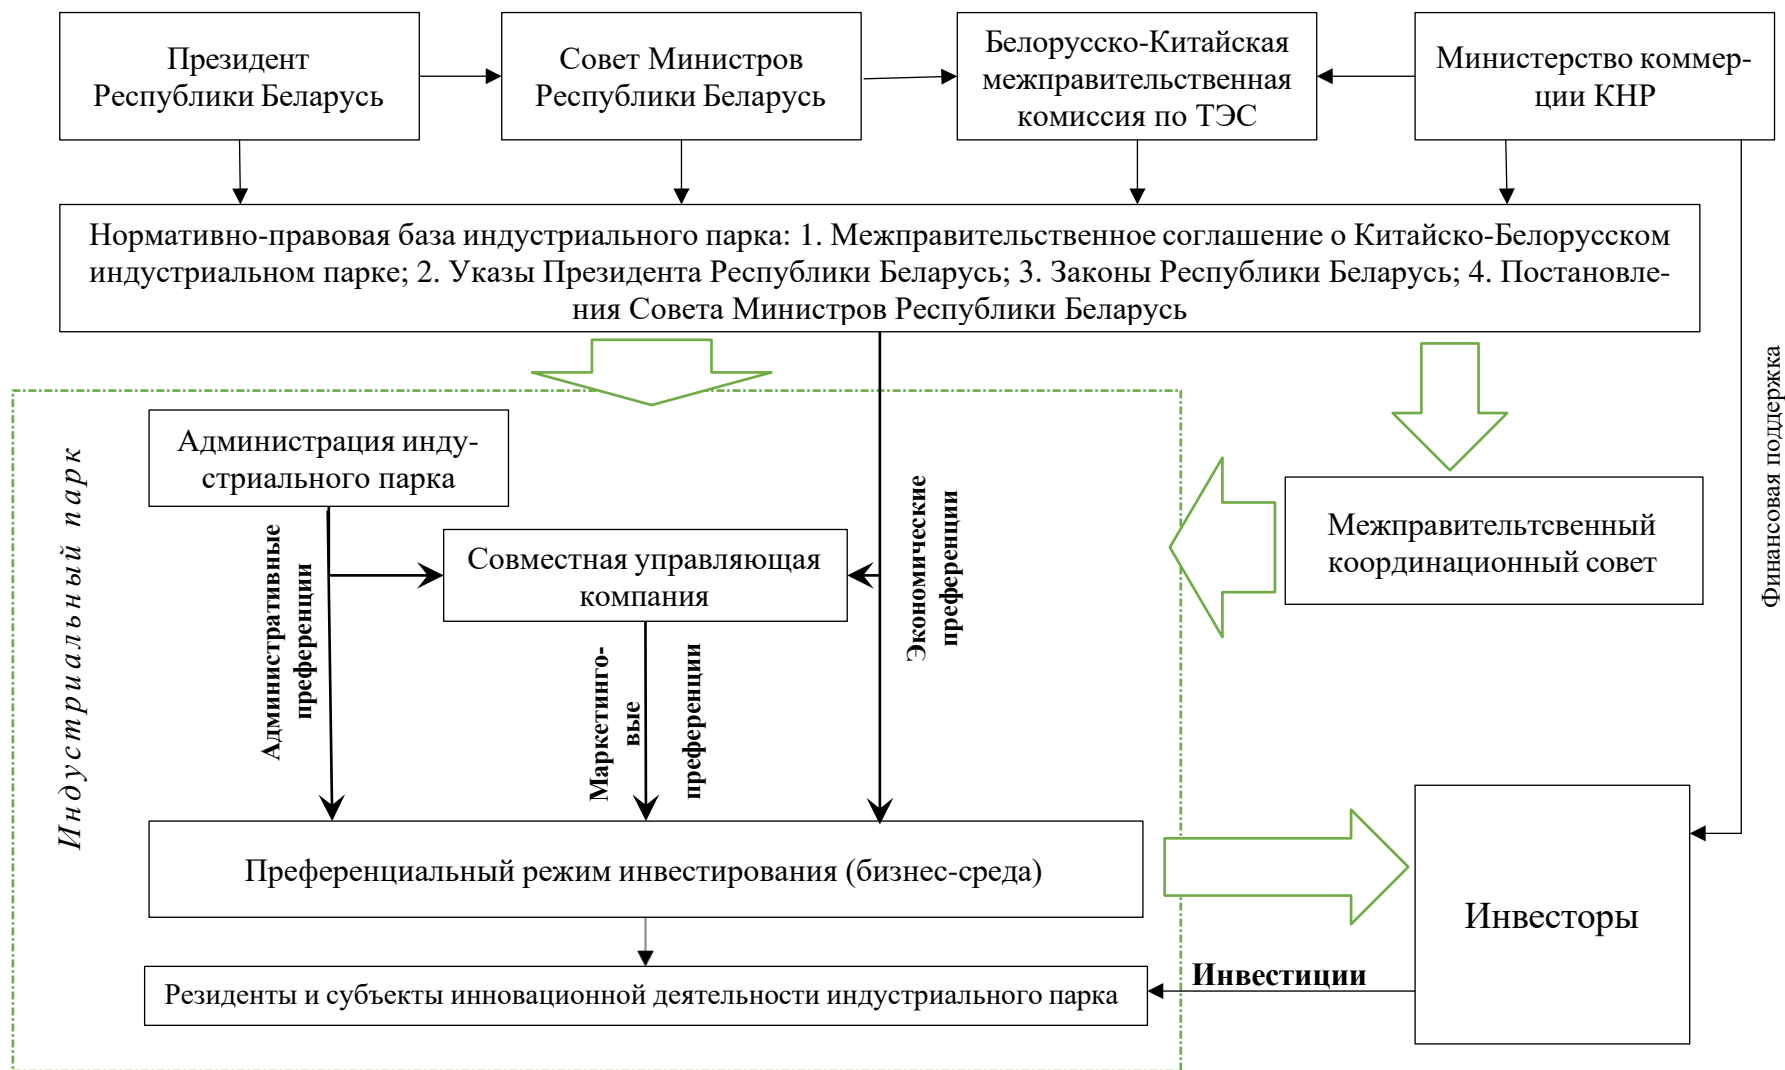 Президент
Республики Беларусь
Совет Министров
Республики Беларусь
Белорусско-Китайская
межправительственная
комиссия по ТЭС
Министерство коммер-
ции КНР
Нормативно-правовая база индустриального парка: 1. Межправительственное соглашение о Китайско-Белорусском
индустриальном парке; 2. Указы Президента Республики Беларусь; 3. Законы Республики Беларусь; 4. Постановле-
ния Совета Министров Республики Беларусь
Финансовая поддержка
Индустриальный парк
Администрация инду-
стриального парка
Административные
преференции
Совместная управляющая
компания
Маркетинго-
вые
преференции
Экономические
преференции
Межправительтсвенный
координационный совет
Преференциальный режим инвестирования (бизнес-среда)
Инвесторы
Инвестиции
Резиденты и субъекты инновационной деятельности индустриального парка